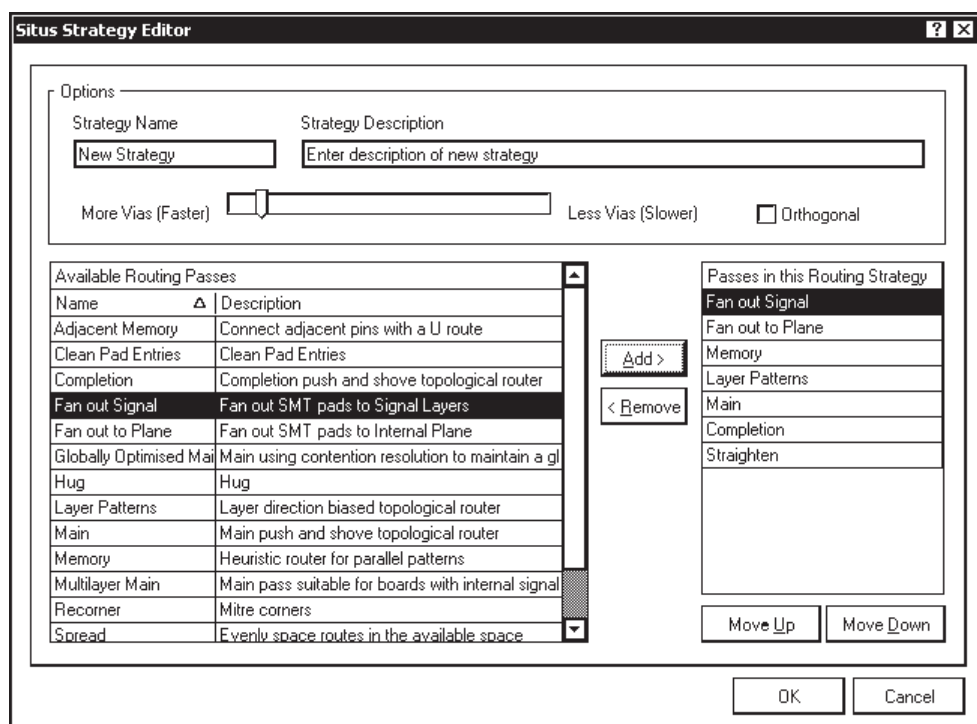 Situs Strategy Editor
Options
Strategy Name Strategy Description
New Strategy Enter description of new strategy
More Vias (Faster) Less Vias (Slower) Orthogonal
Available Routing Passes
Name Description
Adjacent Memory Connect adjacent pins with a U route
Clean Pad Entries Clean Pad Entries
Completion Completion push and shove topological router
Fan out Signal Fan out SMT pads to Signal Layers
Fan out to Plane Fan out SMT pads to Internal Plane
Globally Optimised Mai Main using contention resolution to maintain a gl
Hug Hug
Layer Patterns Layer direction biased topological router
Main Main push and shove topological router
Memory Heuristic router for parallel patterns
Multilayer Main Main pass suitable for boards with internal signal
Recorner Mitre corners
Spread Evenly space routes in the available space
Add >
< Remove
Passes in this Routing Strategy
Fan out Signal
Fan out to Plane
Memory
Layer Patterns
Main
Completion
Straighten
Move Up Move Down
OK Cancel